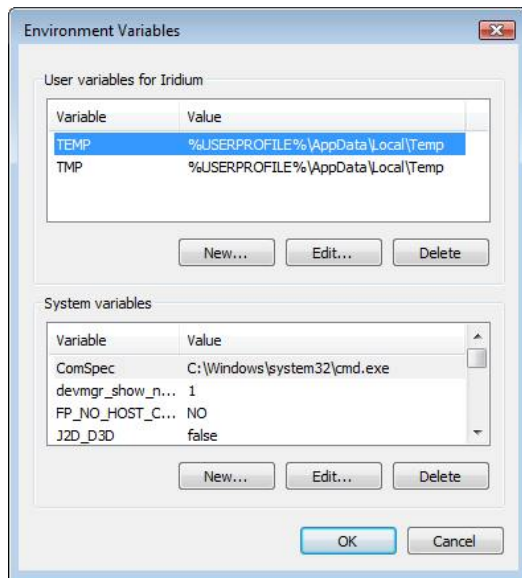 Environment Variables
User variables for Iridium
Variable Value
TEMP %USERPROFILE%\AppData\Local\Temp
TMP %USERPROFILE%\AppData\Local\Temp
New... Edit... Delete
System variables
Variable Value
ComSpec C:\Windows\system32\cmd.exe
devmgr_show_n... 1
FP_NO_HOST_C... NO
J2D_D3D false
New... Edit... Delete
OK Cancel